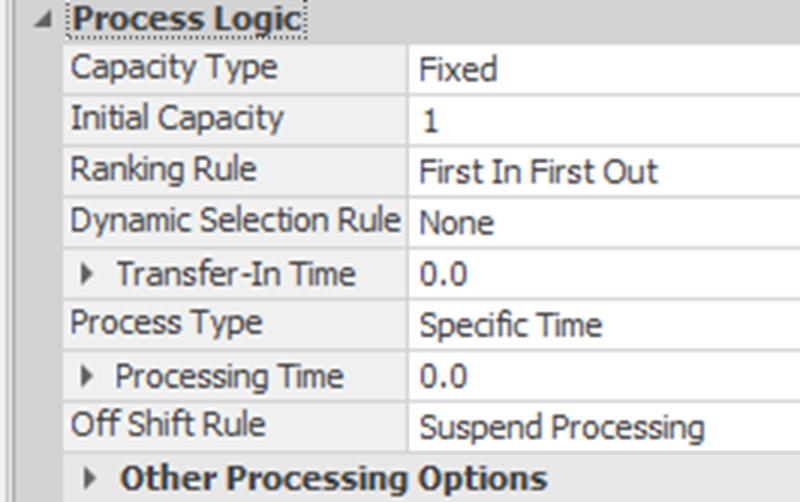 Process Logic
Capacity Type Fixed
Initial Capacity 1
Ranking Rule First In First Out
Dynamic Selection Rule None
Transfer-In Time 0.0
Process Type Specific Time
Processing Time 0.0
Off Shift Rule Suspend Processing
Other Processing Options